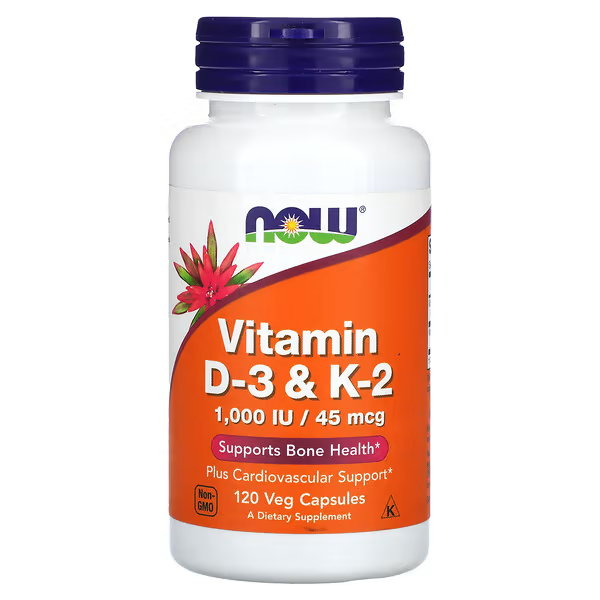 NOW®
Vitamin
D-3 & K-2
1,000 IU / 45 mcg
Supports Bone Health*
Plus Cardiovascular Support*
Non-
GMO
120 Veg Capsules
A Dietary Supplement
K